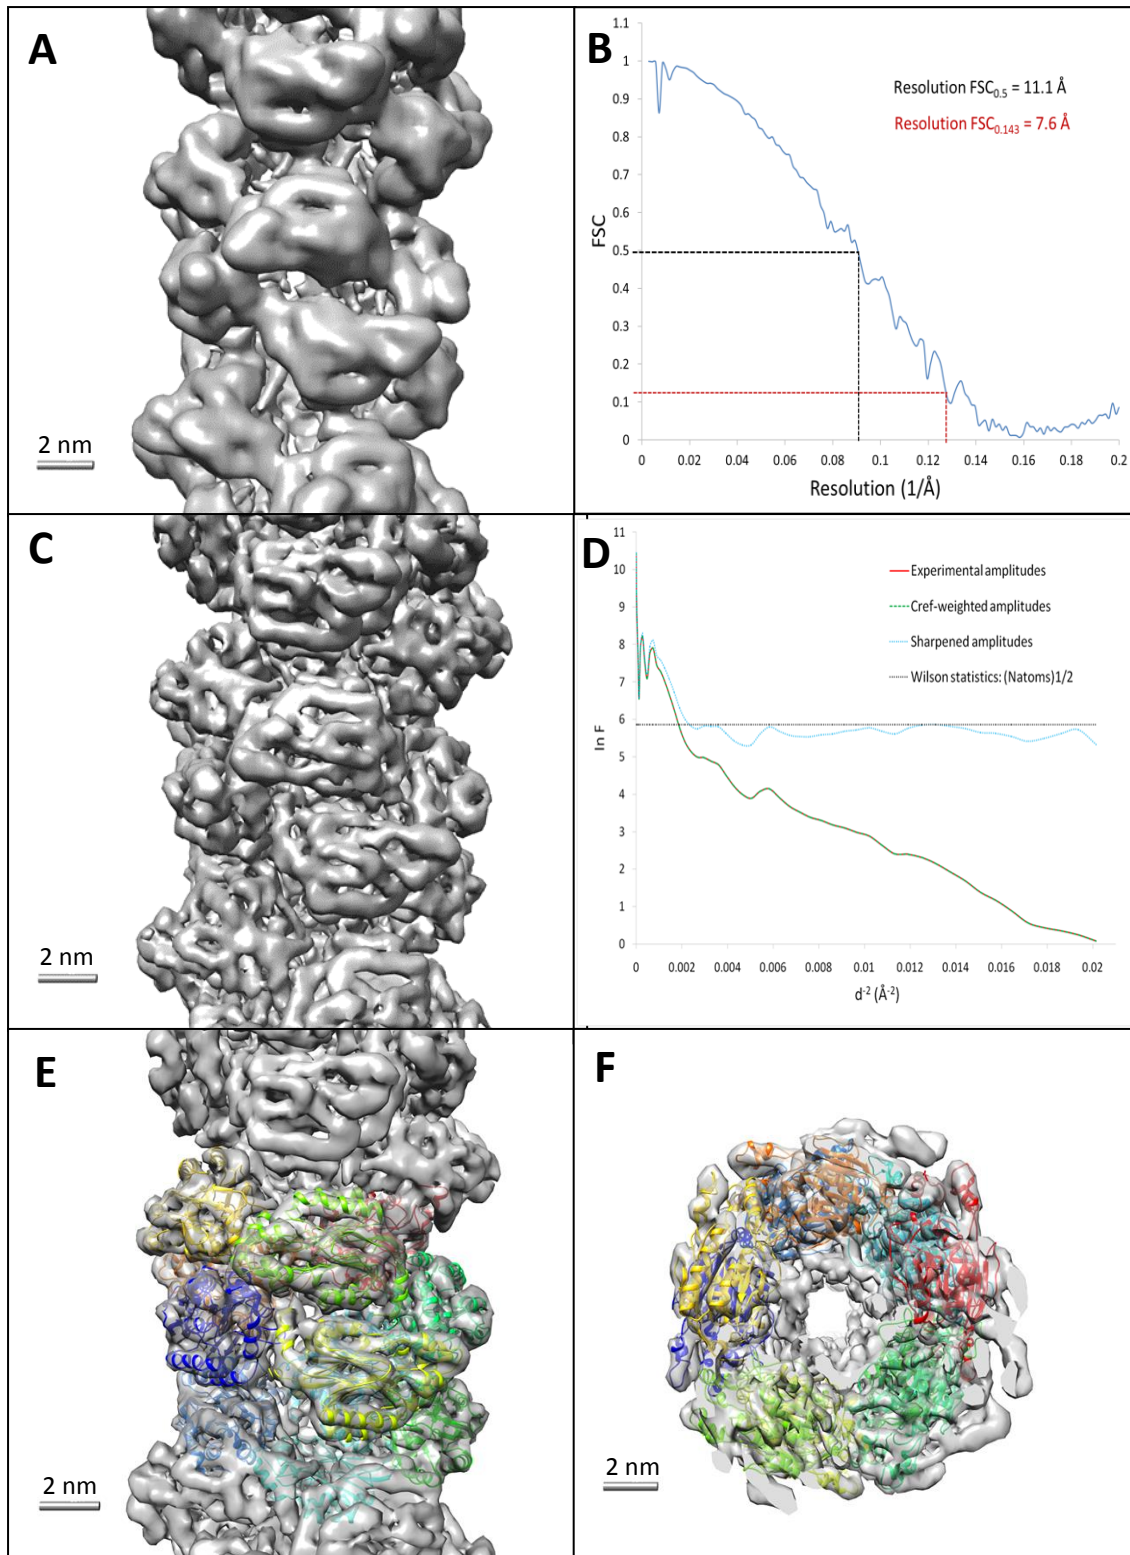 A
2 nm
B
1.1
1
0.9
0.8
0.7
0.6
0.5
0.4
0.3
0.2
0.1
0
FSC
Resolution FSC0.5 = 11.1 Å
Resolution FSC0.143 = 7.6 Å
0 0.02 0.04 0.06 0.08 0.1 0.12 0.14 0.16 0.18 0.2
Resolution (1/Å)
C
2 nm
D
11
10
9
8
7
6
5
4
3
2
1
0
ln F
Experimental amplitudes
Cref-weighted amplitudes
Sharpened amplitudes
Wilson statistics: (Natoms)1/2
0 0.002 0.004 0.006 0.008 0.01 0.012 0.014 0.016 0.018 0.02
d-2 (Å-2)
E
2 nm
F
2 nm